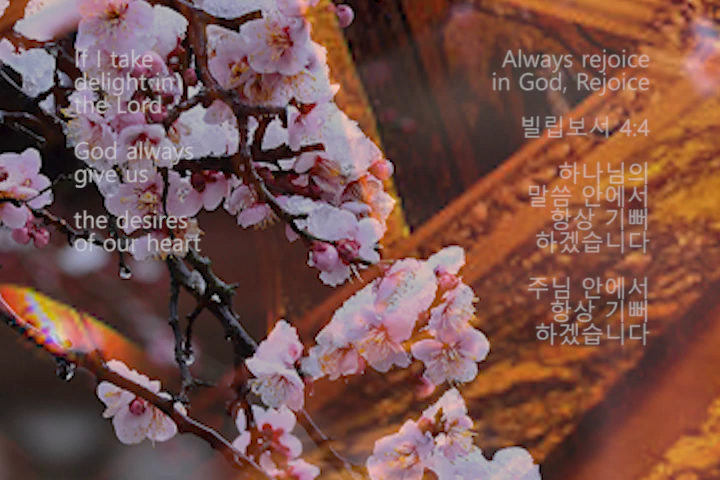 If I take
delight in
the Lord
God always
give us
the desires
of our heart
Always rejoice
in God, Rejoice
빌립보서 4:4
하나님의
말씀 안에서
항상 기뻐
하겠습니다
주님 안에서
항상 기뻐
하겠습니다